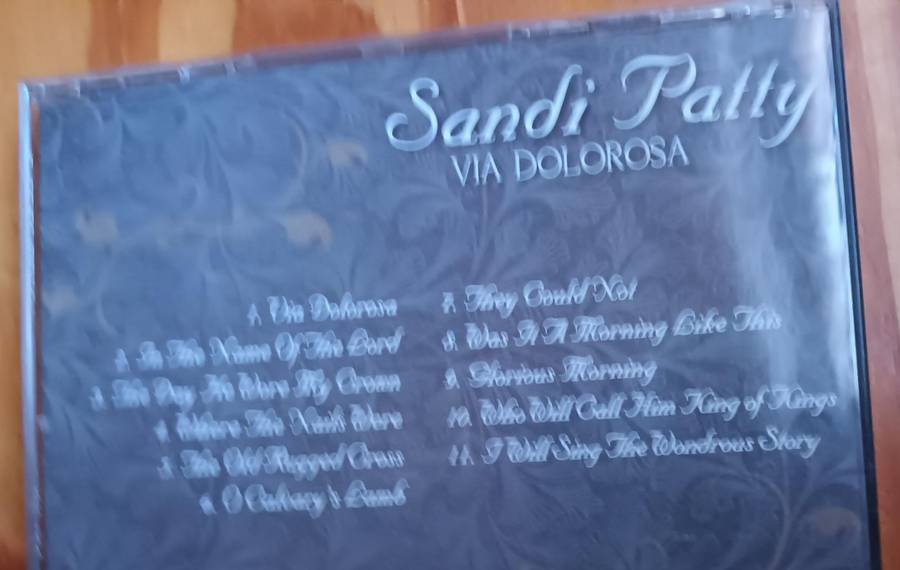 Sandi Patty
VIA DOLOROSA
1. Via Dolorosa
2. In The Name Of The Lord
3. The Day He Wore My Crown
4. Where The Nails Were
5. The Old Rugged Cross
6. O Calvary's Lamb
7. They Could Not
8. Was It A Morning Like This
9. Glorious Morning
10. Who Will Call Him King of Kings
11. I Will Sing The Wondrous Story